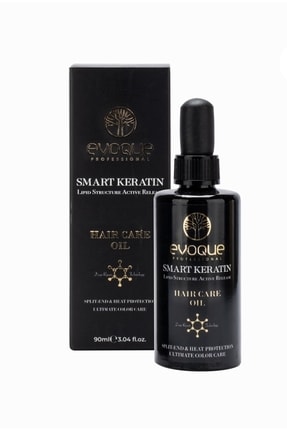 evoque
PROFESSIONAL
SMART KERATIN
LIPID STRUCTURE ACTIVE RELEASE
HAIR CARE
OIL
SPLIT-END & HEAT PROTECTION
ULTIMATE COLOR CARE
90ml ℮ 3.04 fl.oz.
evoque
PROFESSIONAL
SMART KERATIN
LIPID STRUCTURE ACTIVE RELEASE
HAIR CARE
OIL
SPLIT-END & HEAT PROTECTION
ULTIMATE COLOR CARE